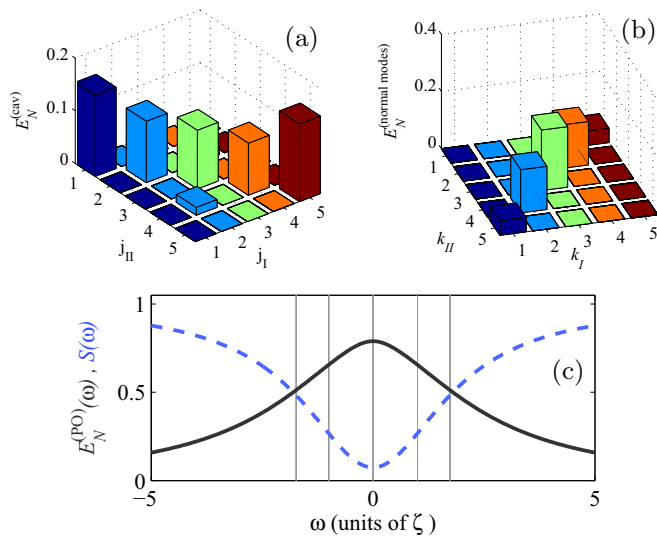 (a)
0.2
0.1
0
E_N^(cav)
1
2
3
4
5
j_II
1
2
3
4
5
j_I
(b)
0.4
0.2
0
E_N^(normal modes)
1
2
3
4
5
k_II
1
2
3
4
5
k_I
(c)
1
0.5
0
E_N^(PO)(ω) , S(ω)
−5
0
5
ω (units of ζ)